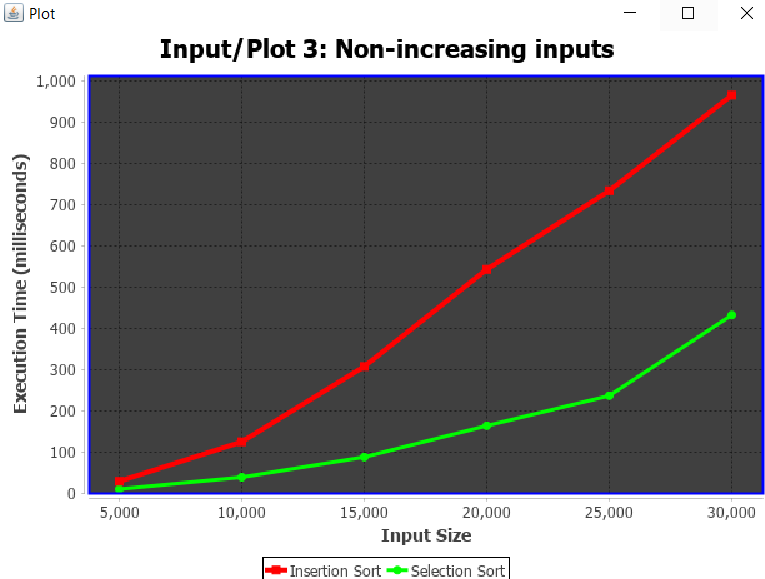 Plot
Input/Plot 3: Non-increasing inputs
Execution Time (milliseconds)
1,000
900
800
700
600
500
400
300
200
100
0
5,000 10,000 15,000 20,000 25,000 30,000
Input Size
Insertion Sort Selection Sort